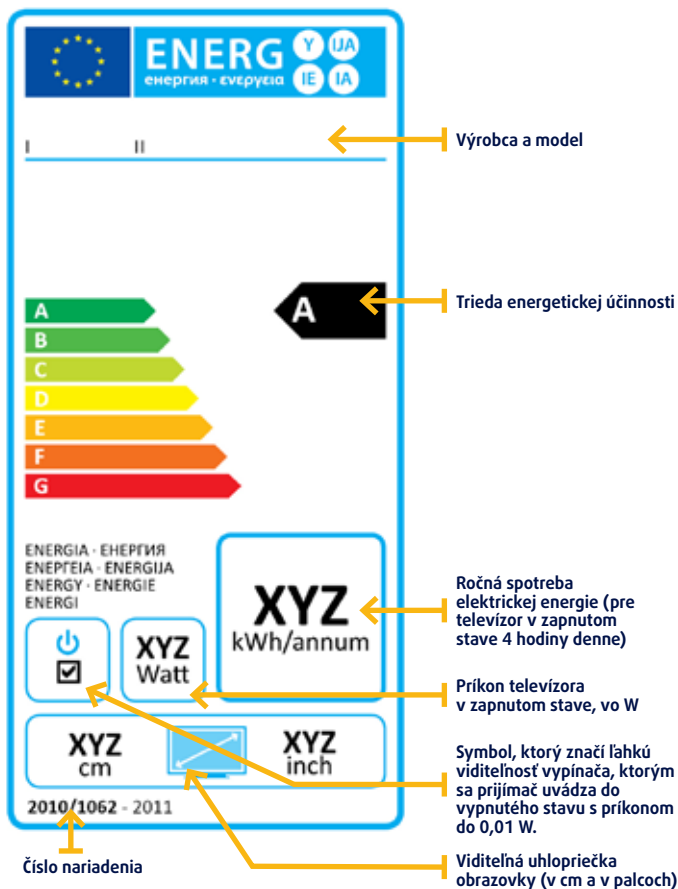 ENERG Y IJA
енергия · ενεργεια IE IA
I II
Výrobca a model
A
Trieda energetickej účinnosti
A
B
C
D
E
F
G
ENERGIA · ЕНЕРГИЯ
ΕΝΕΡΓΕΙΑ · ENERGIJA
ENERGY · ENERGIE
ENERGI
XYZ
kWh/annum
Ročná spotreba
elektrickej energie (pre
televízor v zapnutom
stave 4 hodiny denne)
XYZ
Watt
Príkon televízora
v zapnutom stave, vo W
XYZ
cm
XYZ
inch
Symbol, ktorý značí ľahkú
viditeľnosť vypínača, ktorým
sa prijímač uvádza do
vypnutého stavu s príkonom
do 0,01 W.
2010/1062 - 2011
Číslo nariadenia
Viditeľná uhlopriečka
obrazovky (v cm a v palcoch)